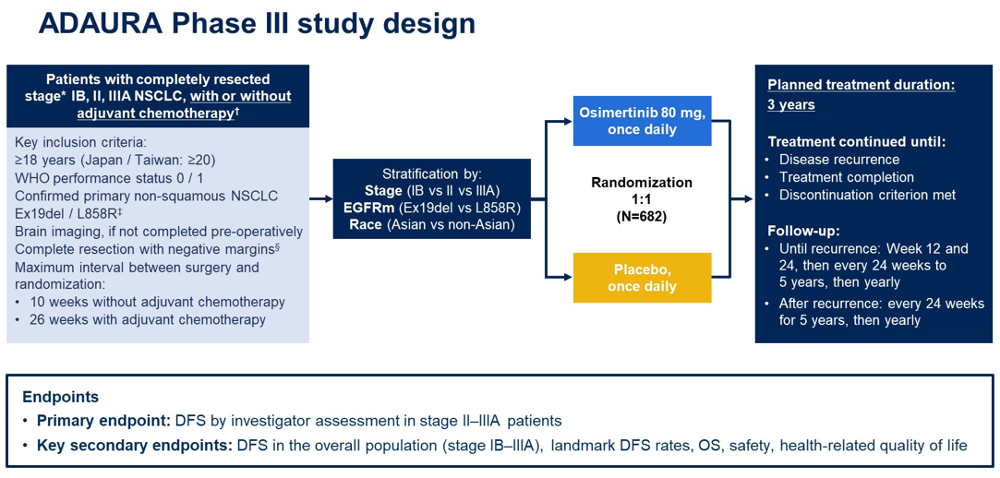 ADAURA Phase III study design
Patients with completely resected
stage* IB, II, IIIA NSCLC, with or without
adjuvant chemotherapy†
Key inclusion criteria:
≥18 years (Japan / Taiwan: ≥20)
WHO performance status 0 / 1
Confirmed primary non-squamous NSCLC
Ex19del / L858R‡
Brain imaging, if not completed pre-operatively
Complete resection with negative margins§
Maximum interval between surgery and
randomization:
• 10 weeks without adjuvant chemotherapy
• 26 weeks with adjuvant chemotherapy
Stratification by:
Stage (IB vs II vs IIIA)
EGFRm (Ex19del vs L858R)
Race (Asian vs non-Asian)
Osimertinib 80 mg,
once daily
Randomization
1:1
(N=682)
Placebo,
once daily
Planned treatment duration:
3 years
Treatment continued until:
• Disease recurrence
• Treatment completion
• Discontinuation criterion met
Follow-up:
• Until recurrence: Week 12 and
24, then every 24 weeks to
5 years, then yearly
• After recurrence: every 24 weeks
for 5 years, then yearly
Endpoints
• Primary endpoint: DFS by investigator assessment in stage II–IIIA patients
• Key secondary endpoints: DFS in the overall population (stage IB–IIIA), landmark DFS rates, OS, safety, health-related quality of life